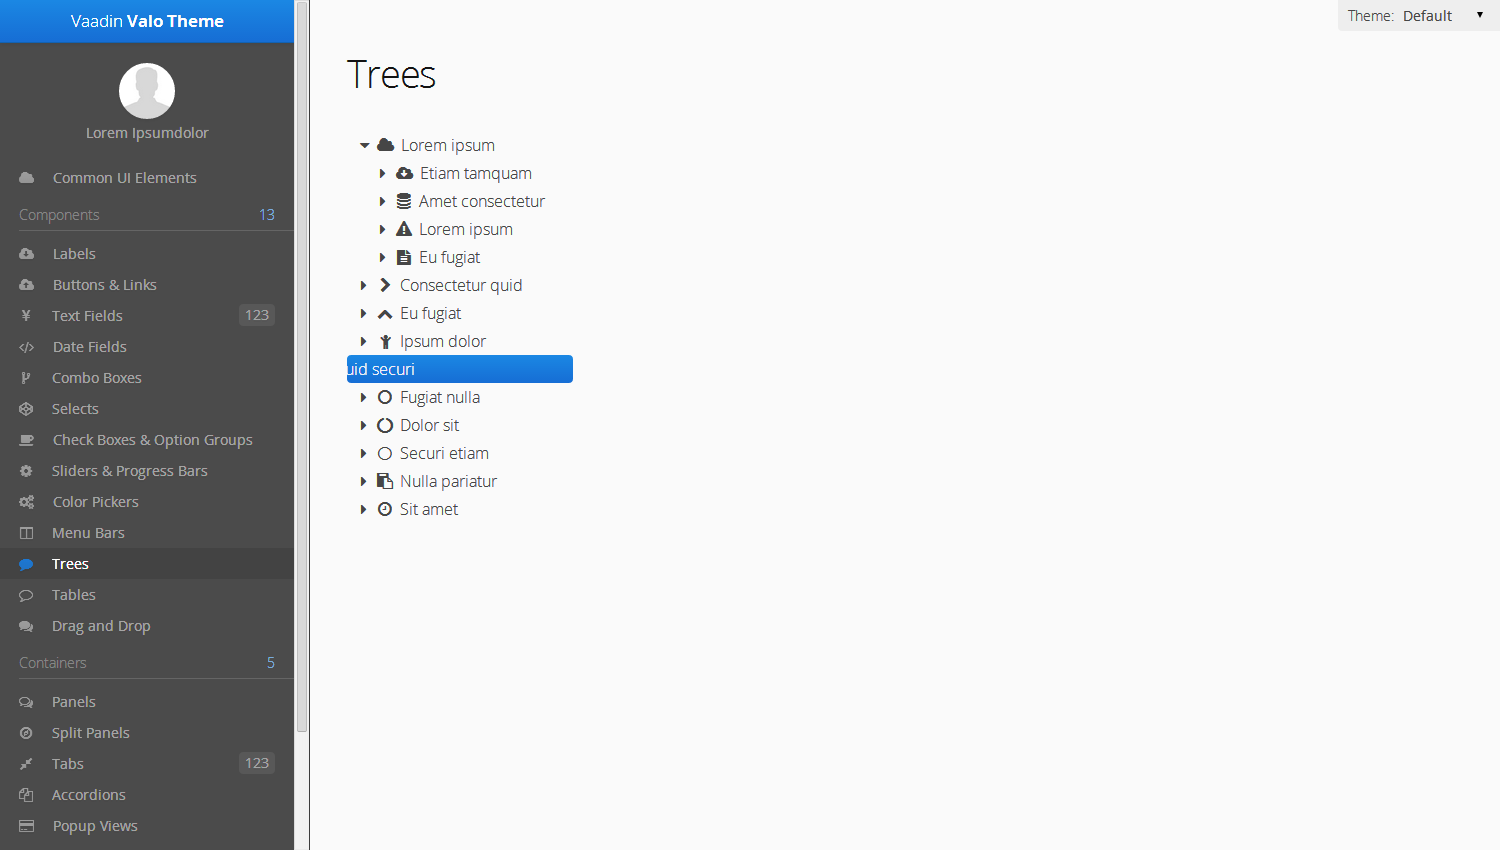 Vaadin Valo Theme
Theme: Default
Lorem Ipsumdolor
Common UI Elements
Components 13
Labels
Buttons & Links
Text Fields 123
Date Fields
Combo Boxes
Selects
Check Boxes & Option Groups
Sliders & Progress Bars
Color Pickers
Menu Bars
Trees
Tables
Drag and Drop
Containers 5
Panels
Split Panels
Tabs 123
Accordions
Popup Views
Trees
Lorem ipsum
Etiam tamquam
Amet consectetur
Lorem ipsum
Eu fugiat
Consectetur quid
Eu fugiat
Ipsum dolor
uid securi
Fugiat nulla
Dolor sit
Securi etiam
Nulla pariatur
Sit amet